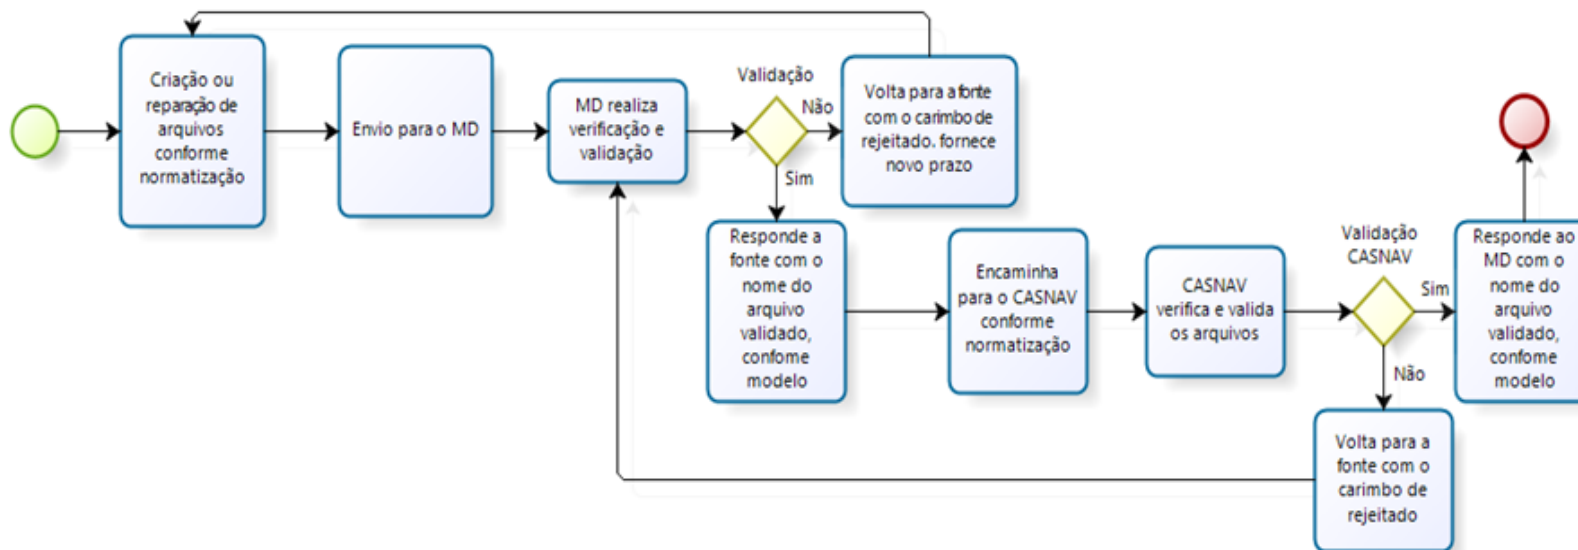 Criação ou
reparação de
arquivos
conforme
normatização
Envio para o MD
MD realiza
verificação e
validação
Validação
Não
Sim
Volta para a fonte
com o carimbo de
rejeitado. fornece
novo prazo
Responde a
fonte com o
nome do
arquivo
validado,
confome
modelo
Encaminha
para o CASNAV
conforme
normatização
CASNAV
verifica e valida
os arquivos
Validação
CASNAV
Sim
Não
Responde ao
MD com o
nome do
arquivo
validado,
confome
modelo
Volta para a
fonte com o
carimbo de
rejeitado